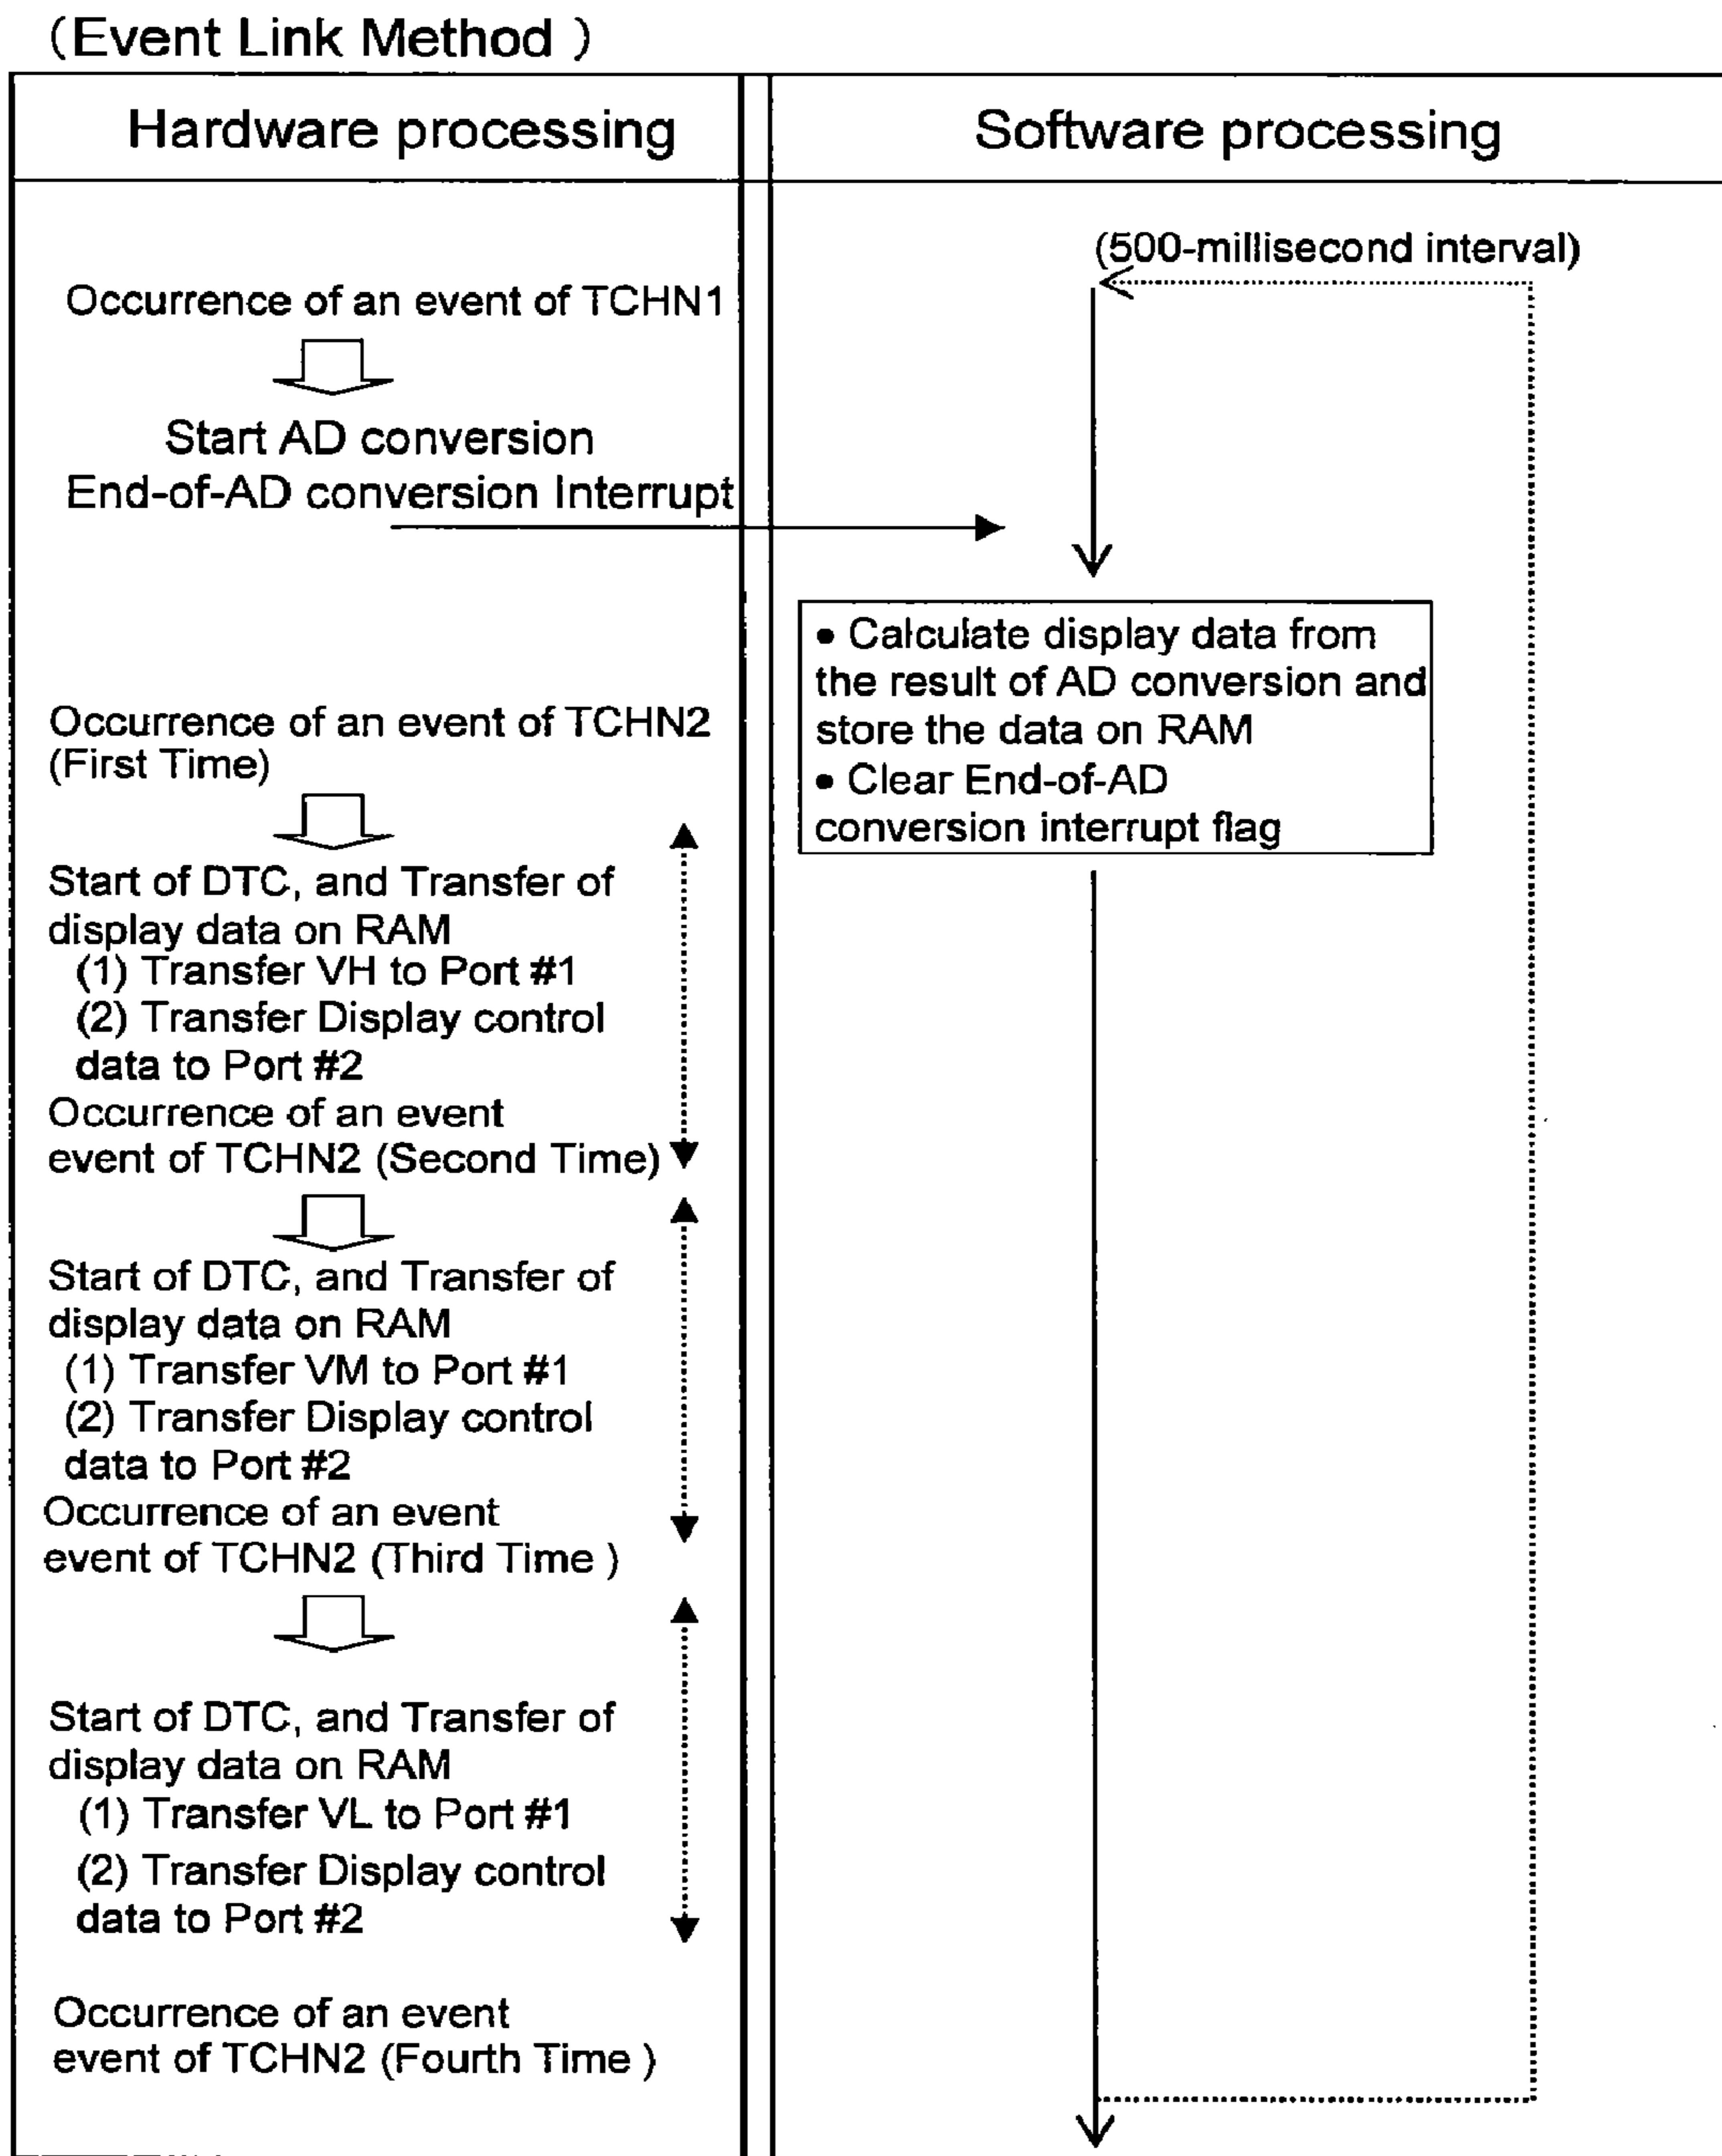 (Event Link Method )
Hardware processing
Software processing
(500-millisecond interval)
Occurrence of an event of TCHN1
Start AD conversion
End-of-AD conversion Interrupt
• Calculate display data from
the result of AD conversion and
store the data on RAM
• Clear End-of-AD
conversion interrupt flag
Occurrence of an event of TCHN2
(First Time)
Start of DTC, and Transfer of
display data on RAM
(1) Transfer VH to Port #1
(2) Transfer Display control
data to Port #2
Occurrence of an event
event of TCHN2 (Second Time)
Start of DTC, and Transfer of
display data on RAM
(1) Transfer VM to Port #1
(2) Transfer Display control
data to Port #2
Occurrence of an event
event of TCHN2 (Third Time )
Start of DTC, and Transfer of
display data on RAM
(1) Transfer VL to Port #1
(2) Transfer Display control
data to Port #2
Occurrence of an event
event of TCHN2 (Fourth Time )